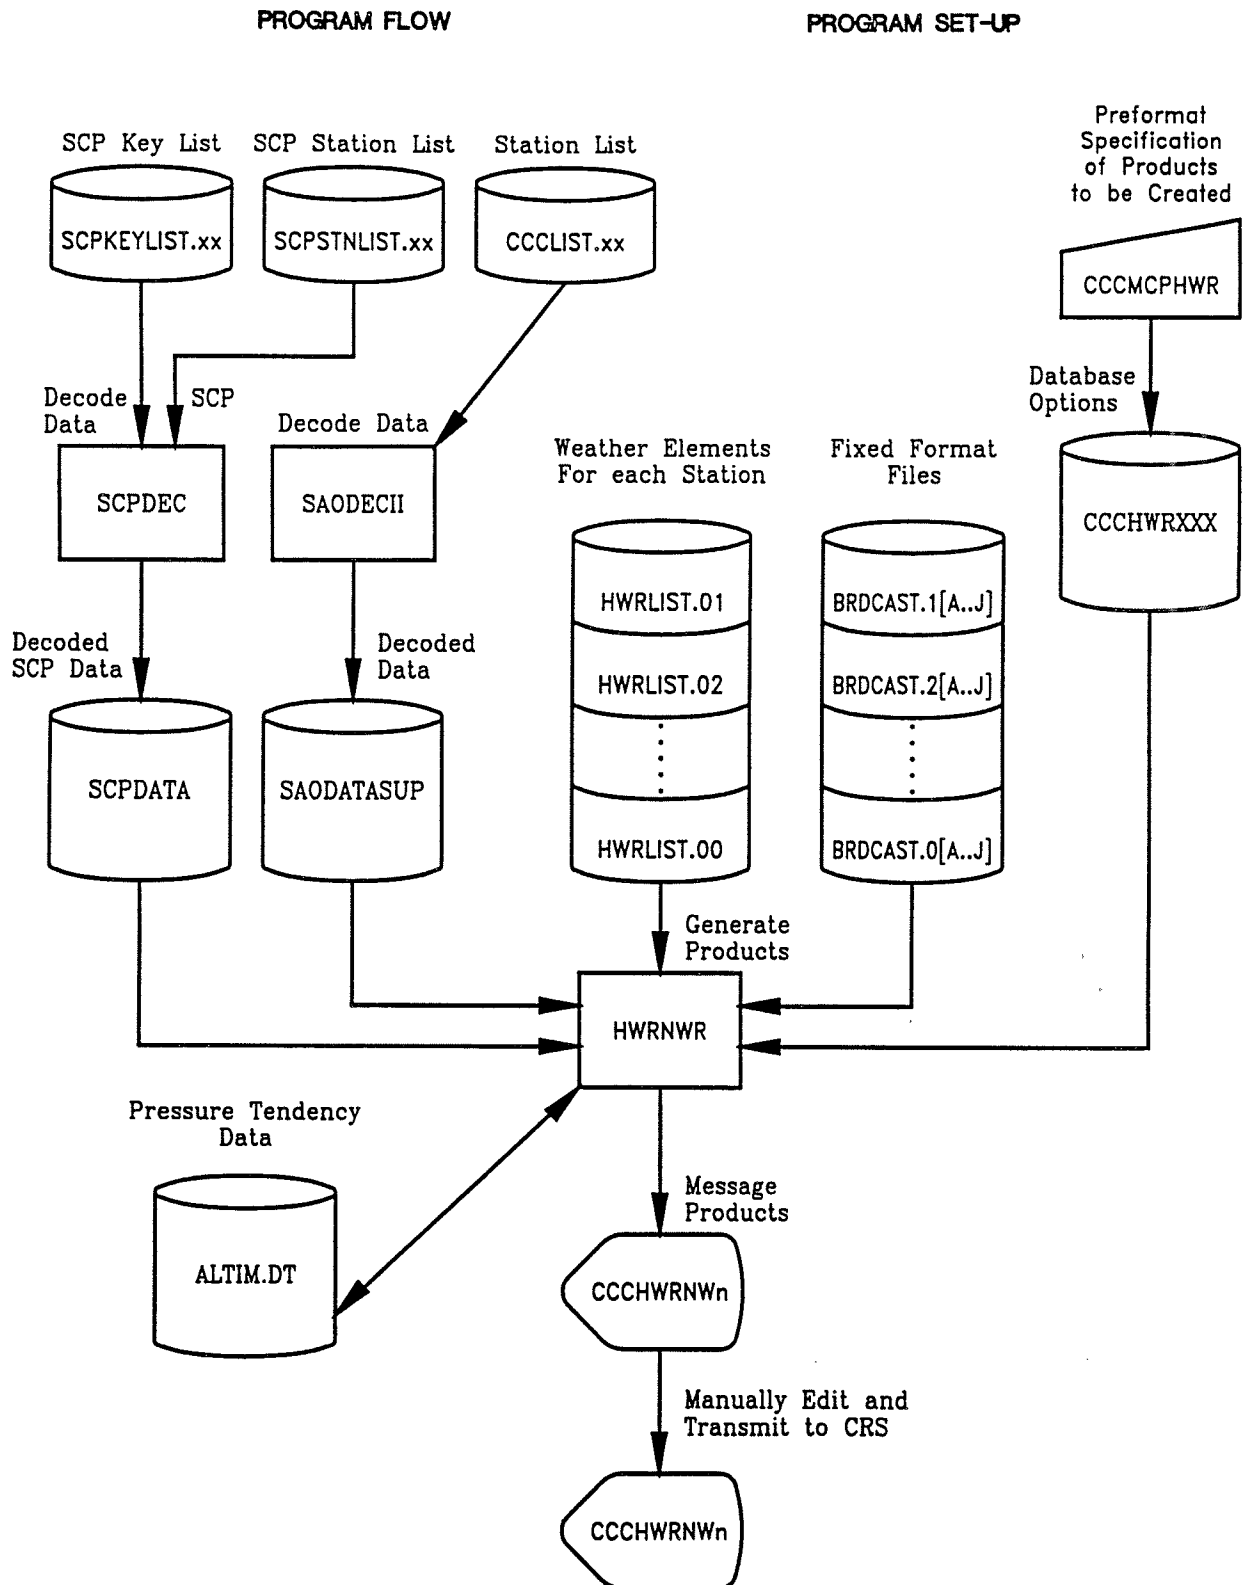 PROGRAM FLOW
PROGRAM SET-UP
SCP Key List
SCPKEYLIST.xx
SCP Station List
SCPSTNLIST.xx
Station List
CCCLIST.xx
Preformat
Specification
of Products
to be Created
CCCMCPHWR
Decode
Data
SCP
Decode Data
Database
Options
SCPDEC
SAODECII
Weather Elements
For each Station
Fixed Format
Files
CCCHWRXXX
HWRLIST.01
HWRLIST.02
HWRLIST.00
BRDCAST.1[A..J]
BRDCAST.2[A..J]
BRDCAST.0[A..J]
Decoded
SCP Data
Decoded
Data
SCPDATA
SAODATASUP
Generate
Products
HWRNWR
Pressure Tendency
Data
ALTIM.DT
Message
Products
CCCHWRNWn
Manually Edit and
Transmit to CRS
CCCHWRNWn